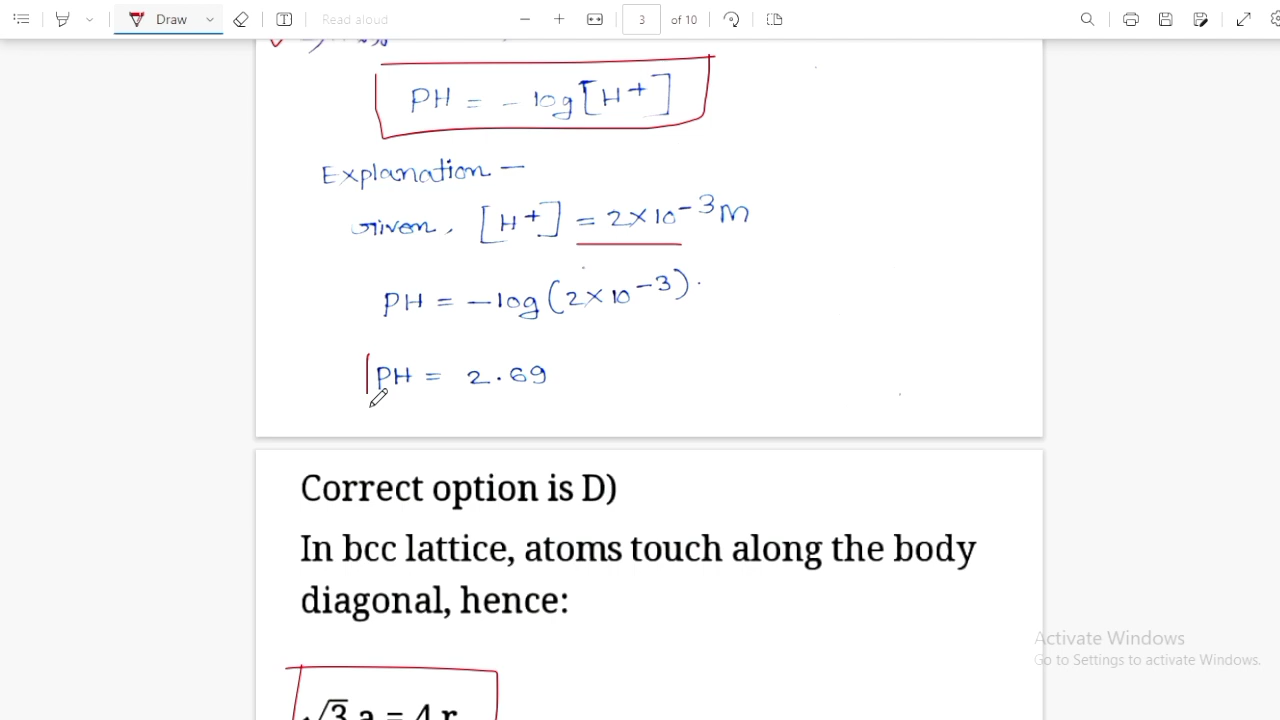 Draw Read aloud 3 of 10
PH = - log [H+]
Explanation -
Given, [H+] = 2×10-3 M
PH = -log(2×10-3).
PH = 2.69
Correct option is D)
In bcc lattice, atoms touch along the body
diagonal, hence:
√3 a = 4 r
Activate Windows
Go to Settings to activate Windows.